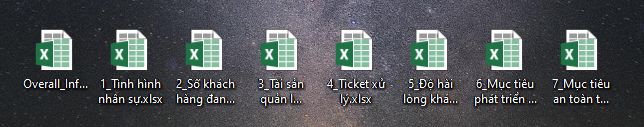 Overall_Inf...
1_Tình hình
nhân sự.xlsx
2_Số khách
hàng đan...
3_Tài sản
quản l...
4_Ticket xử
lý.xlsx
5_Độ hài
lòng khá...
6_Mục tiêu
phát triển ...
7_Mục tiêu
an toàn t...